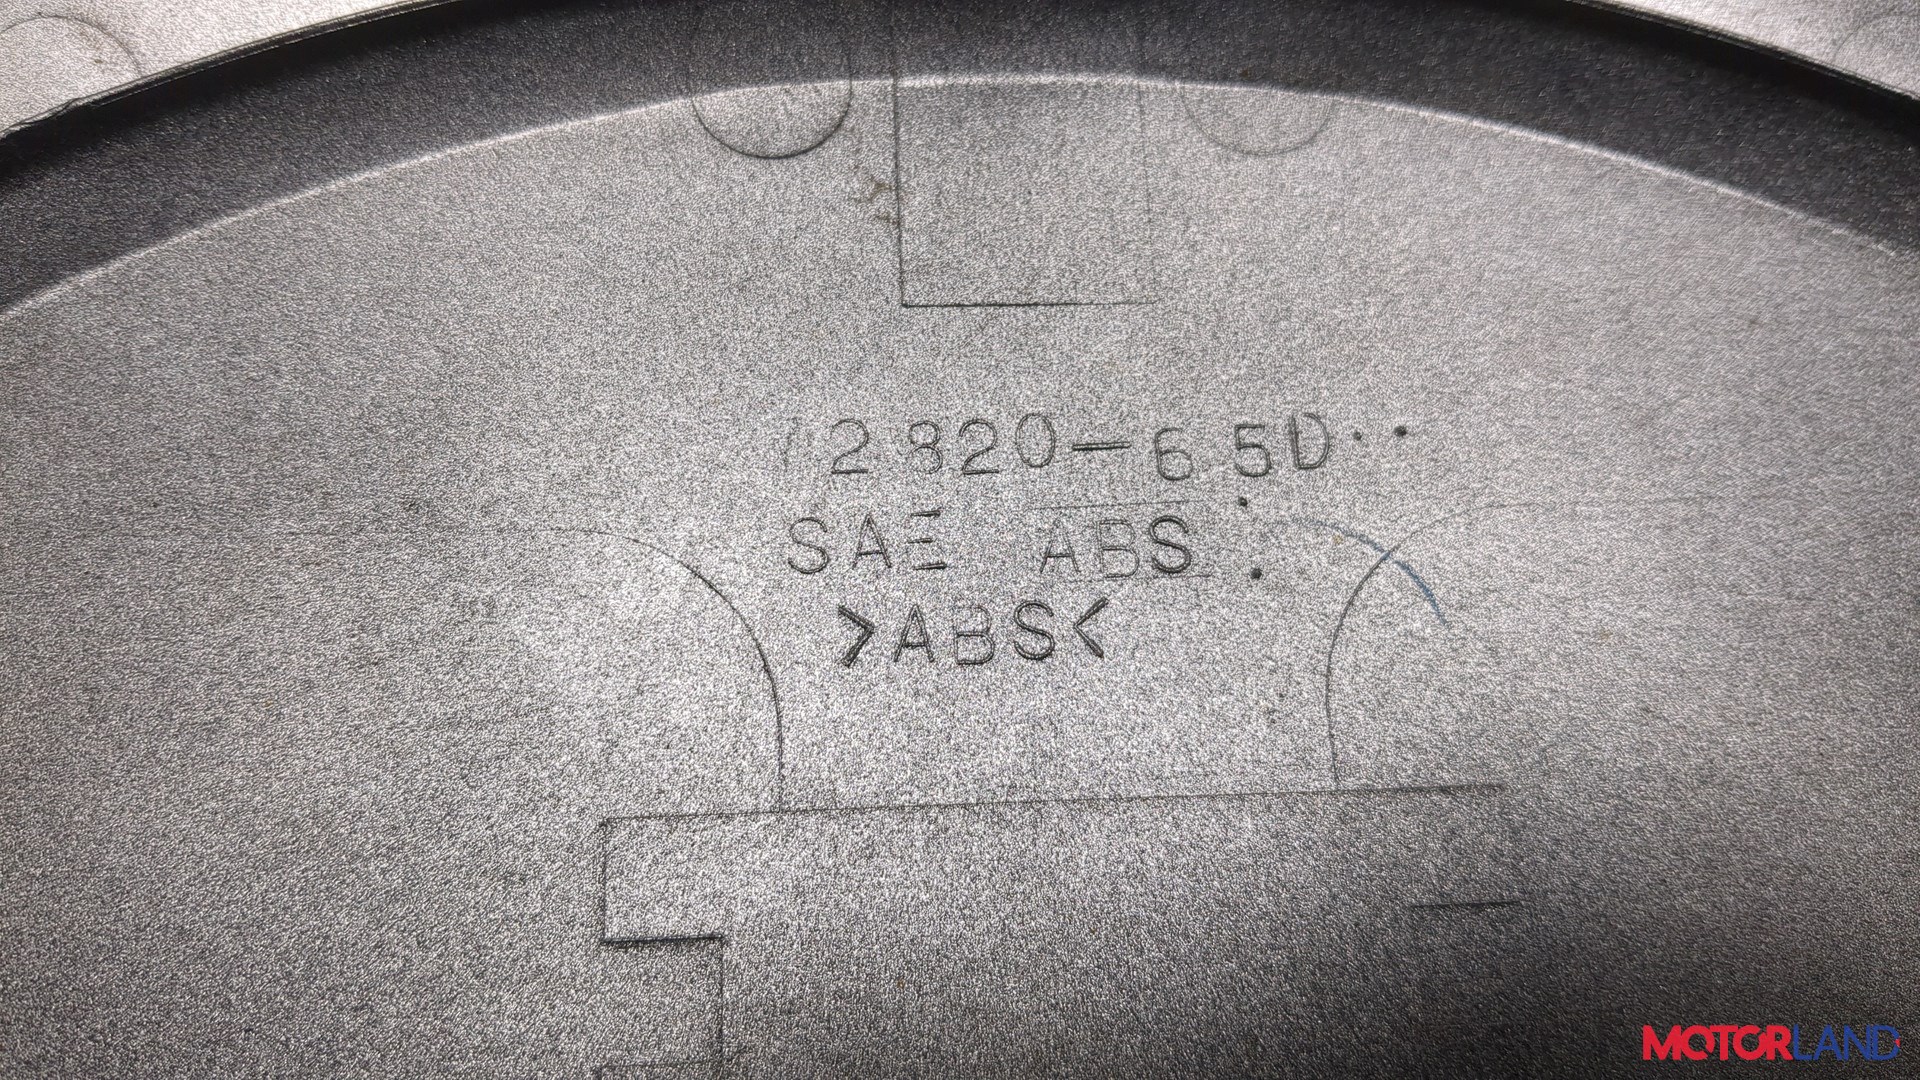 72820-65D
SAE ABS
>ABS<
MOTORLAND